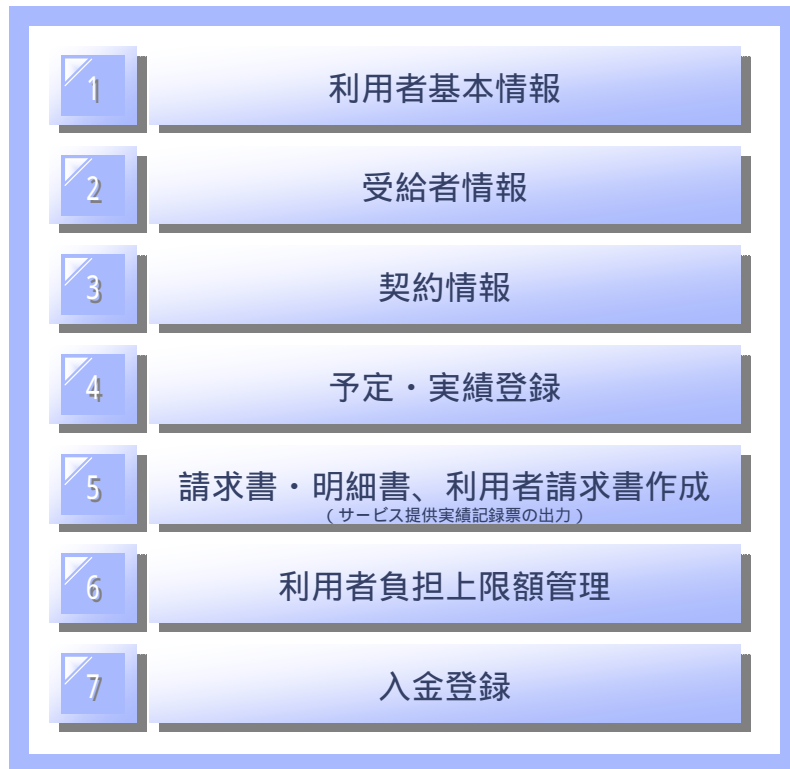 1 利用者基本情報
2 受給者情報
3 契約情報
4 予定・実績登録
5 請求書・明細書、利用者請求書作成
(サービス提供実績記録票の出力)
6 利用者負担上限額管理
7 入金登録